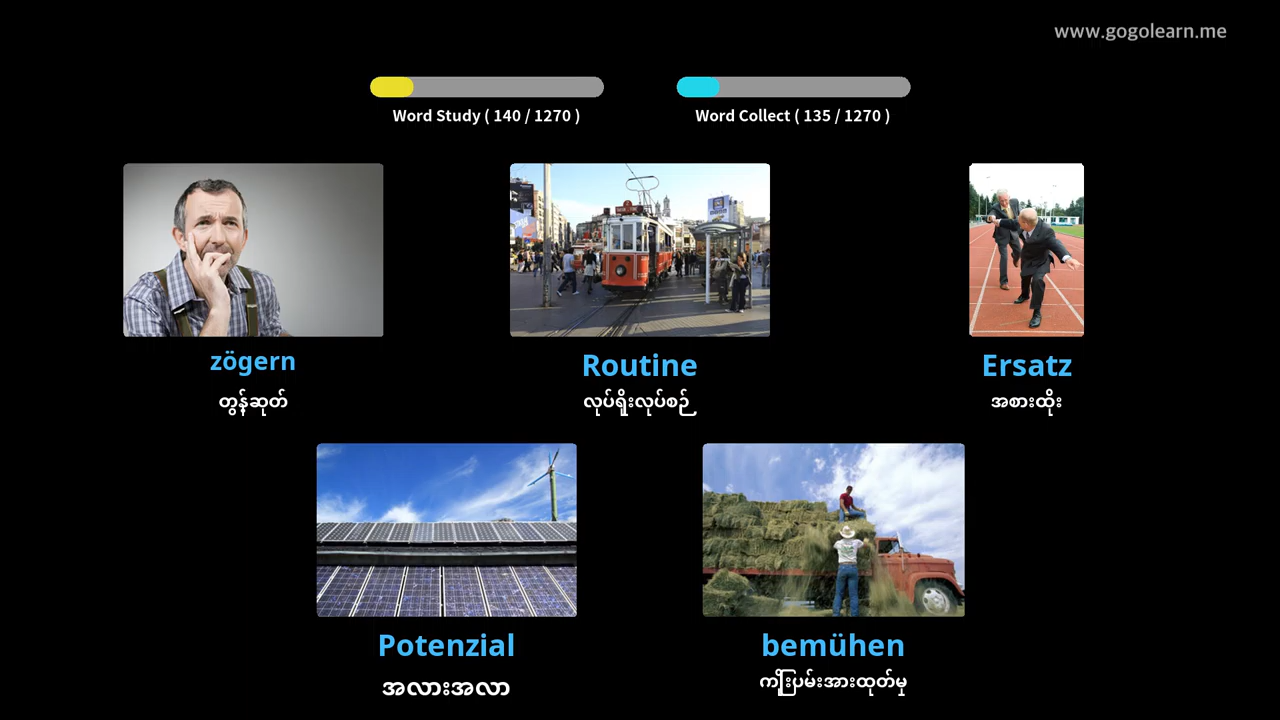 www.gogolearn.me
Word Study ( 140 / 1270 )
Word Collect ( 135 / 1270 )
zögern
Routine
Ersatz
တွန့်ဆုတ်
လုပ်ရိုးလုပ်စဉ်
အစားထိုး
Potenzial
bemühen
အလားအလာ
ကြိုးပမ်းအားထုတ်မှု